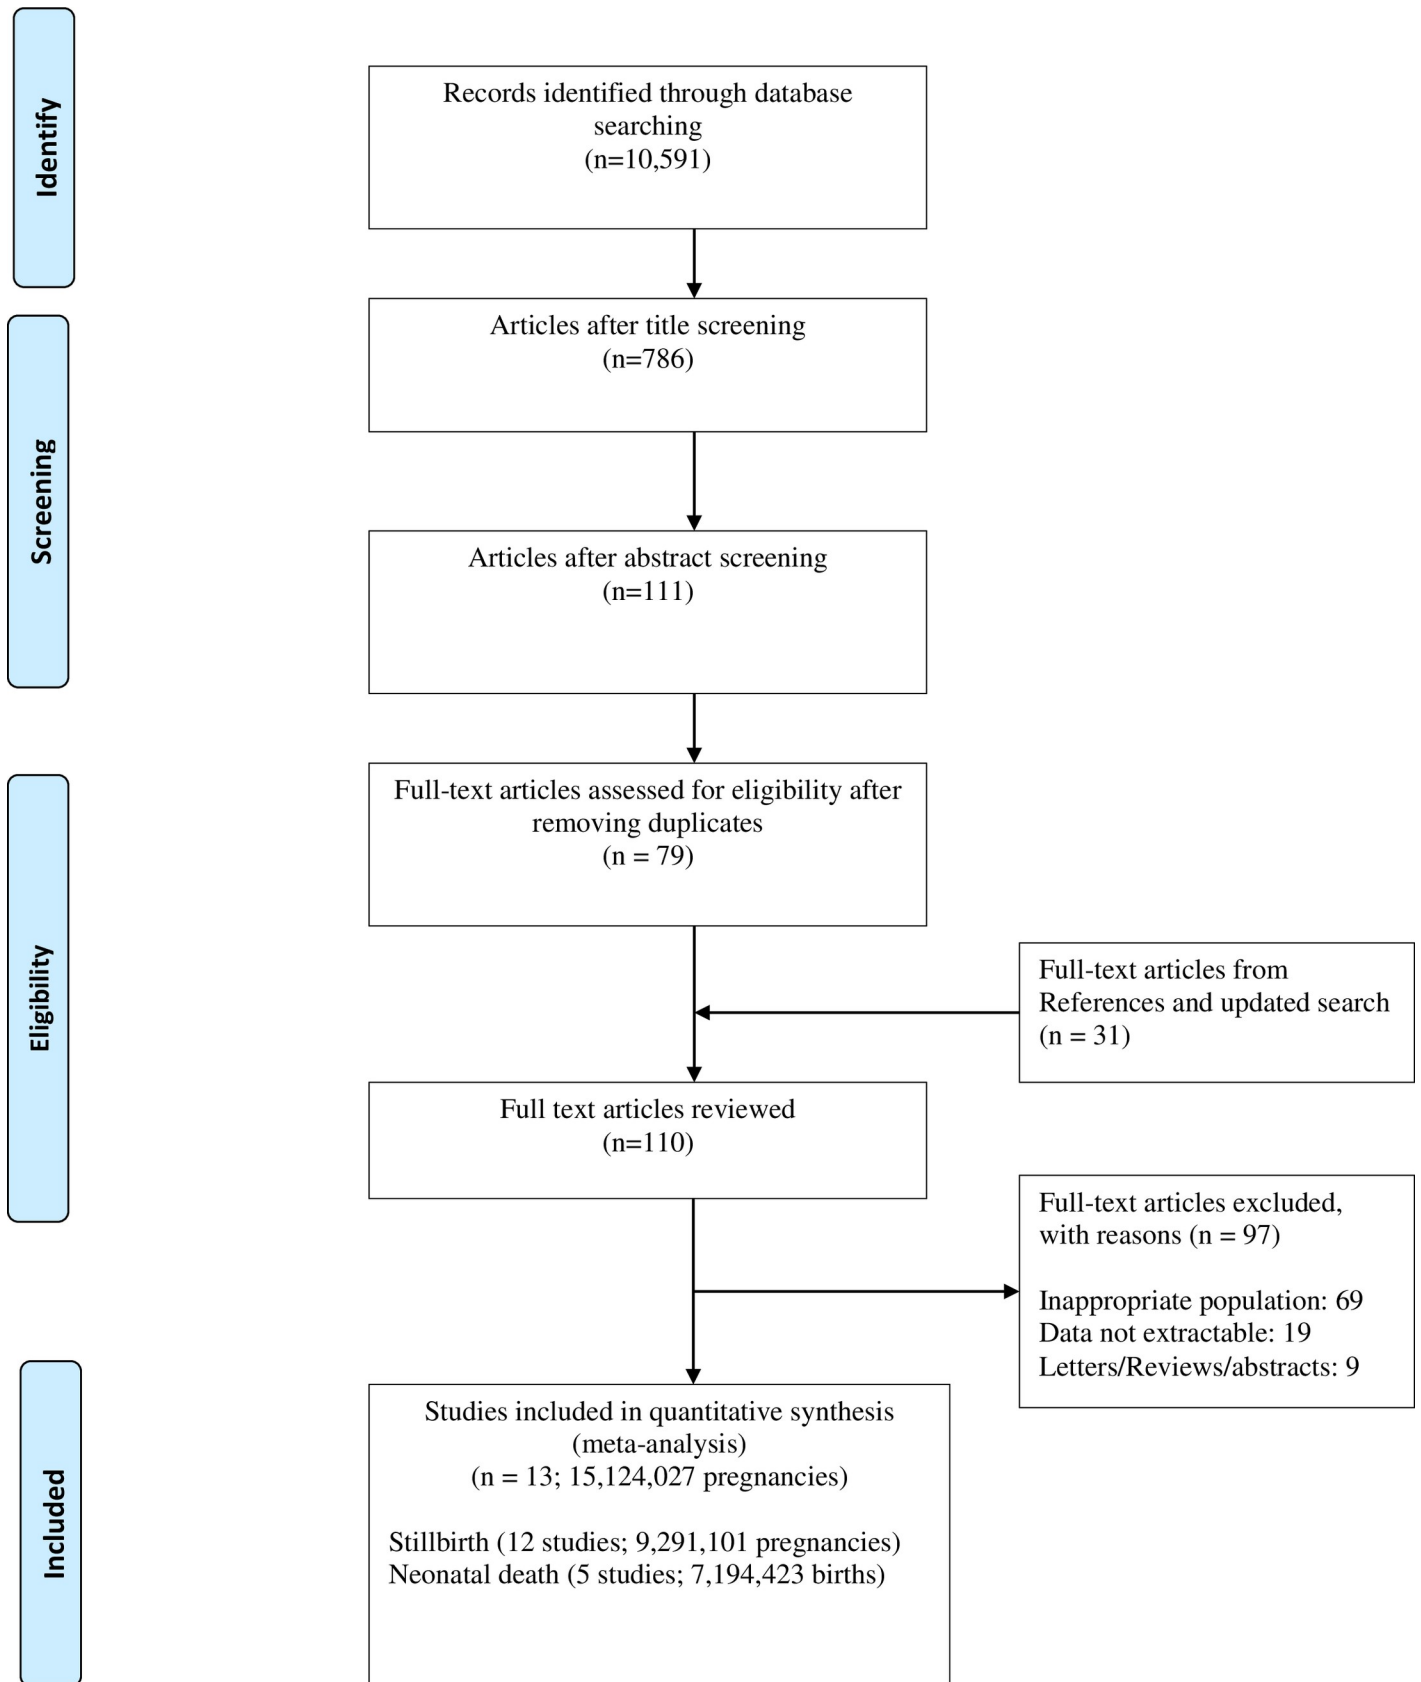 Identify
Records identified through database
searching
(n=10,591)
Screening
Articles after title screening
(n=786)
Articles after abstract screening
(n=111)
Eligibility
Full-text articles assessed for eligibility after
removing duplicates
(n = 79)
Full-text articles from
References and updated search
(n = 31)
Full text articles reviewed
(n=110)
Full-text articles excluded,
with reasons (n = 97)
Inappropriate population: 69
Data not extractable: 19
Letters/Reviews/abstracts: 9
Included
Studies included in quantitative synthesis
(meta-analysis)
(n = 13; 15,124,027 pregnancies)
Stillbirth (12 studies; 9,291,101 pregnancies)
Neonatal death (5 studies; 7,194,423 births)